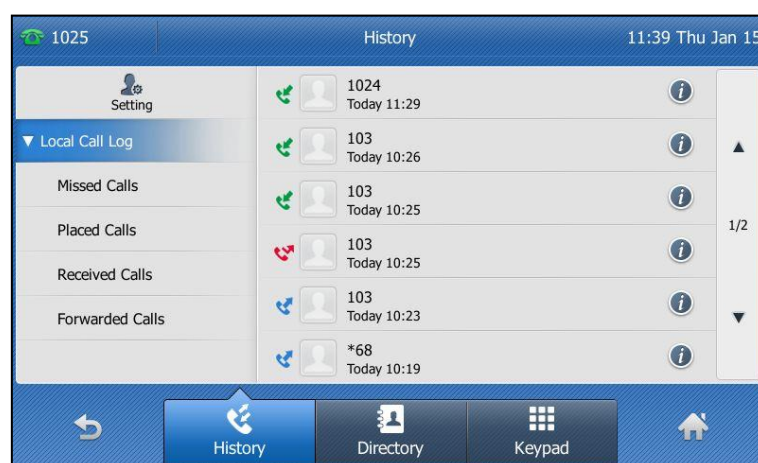 1025
History
11:39 Thu Jan 15
Setting
Local Call Log
Missed Calls
Placed Calls
Received Calls
Forwarded Calls
1024
Today 11:29
103
Today 10:26
103
Today 10:25
103
Today 10:25
103
Today 10:23
*68
Today 10:19
1/2
History
Directory
Keypad